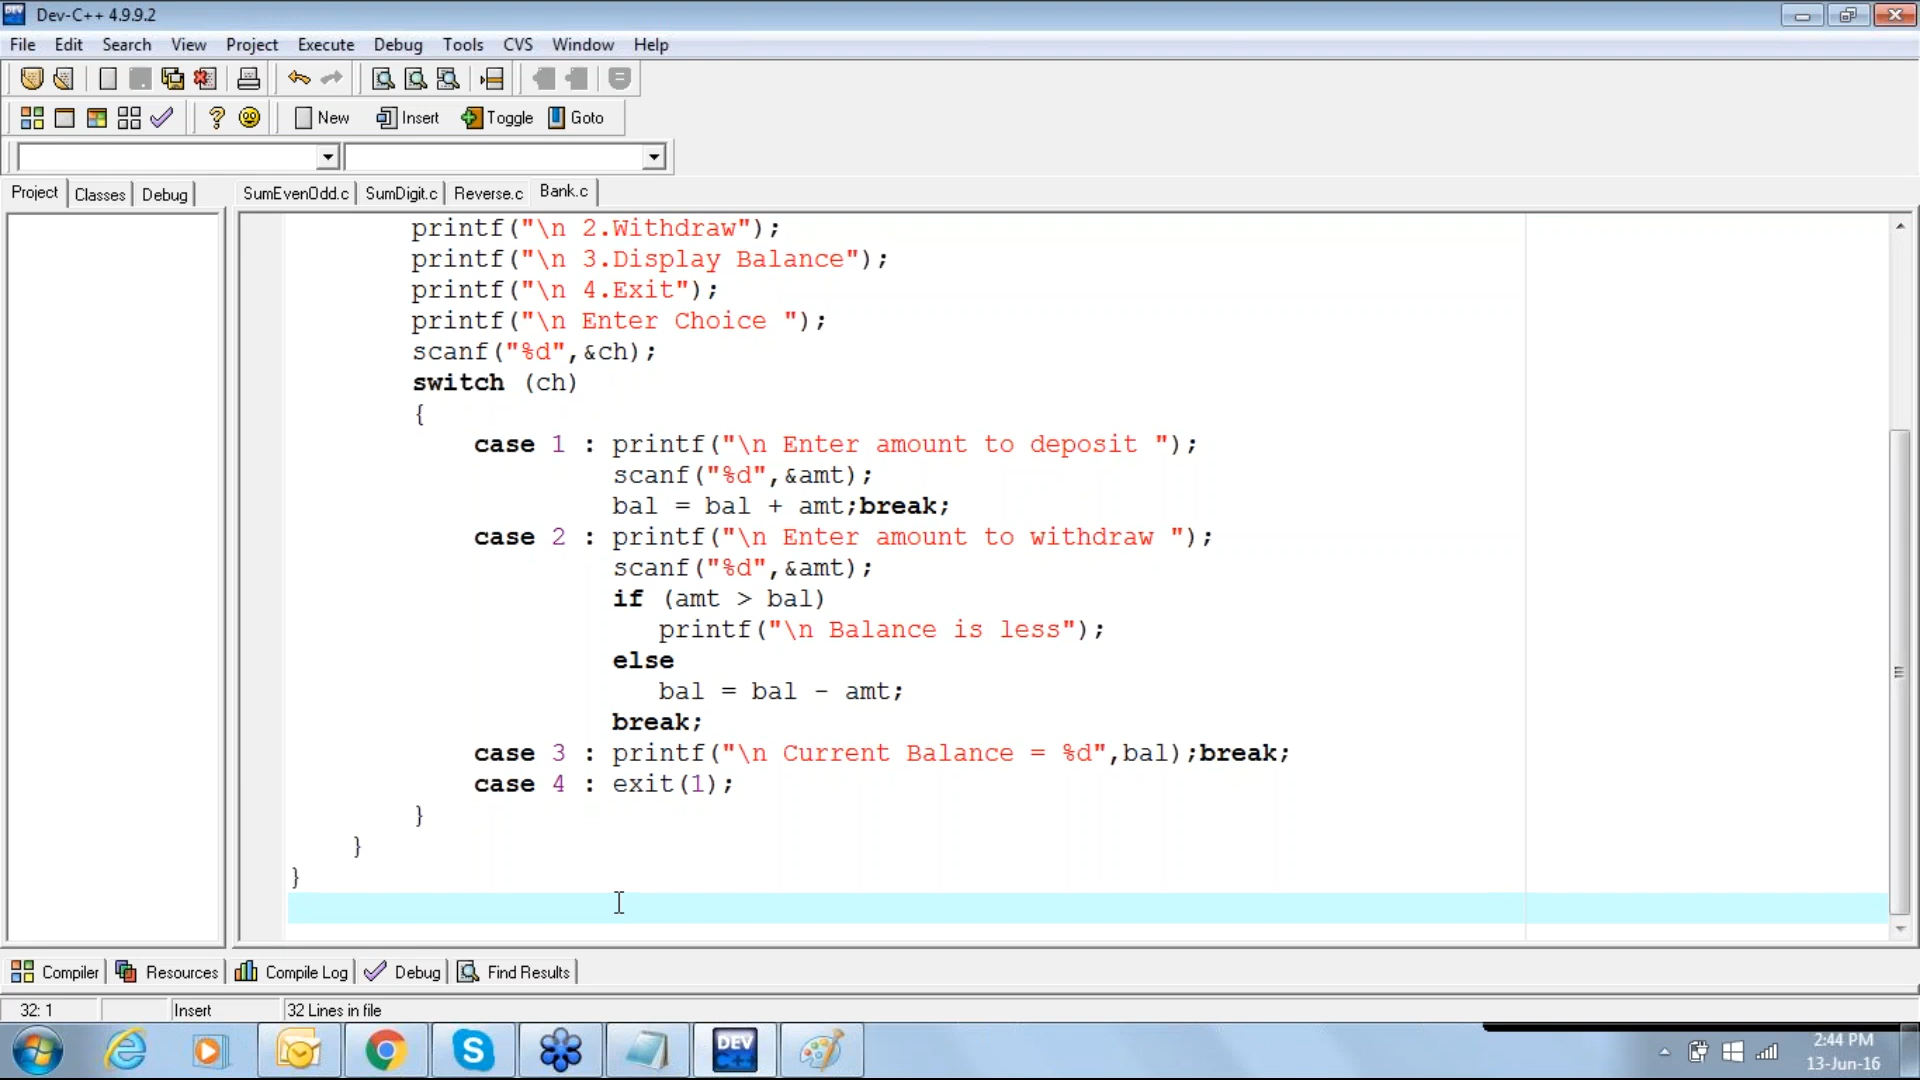 Dev-C++ 4.9.9.2
File Edit Search View Project Execute Debug Tools CVS Window Help
New Insert Toggle Goto
Project Classes Debug SumEvenOdd.c SumDigit.c Reverse.c Bank.c
printf("\n 2.Withdraw");
printf("\n 3.Display Balance");
printf("\n 4.Exit");
printf("\n Enter Choice ");
scanf("%d",&ch);
switch (ch)
{
case 1 : printf("\n Enter amount to deposit ");
scanf("%d",&amt);
bal = bal + amt;break;
case 2 : printf("\n Enter amount to withdraw ");
scanf("%d",&amt);
if (amt > bal)
printf("\n Balance is less");
else
bal = bal - amt;
break;
case 3 : printf("\n Current Balance = %d",bal);break;
case 4 : exit(1);
}
}
}
Compiler Resources Compile Log Debug Find Results
32: 1 Insert 32 Lines in file
DEV C++
2:44 PM
13-Jun-16